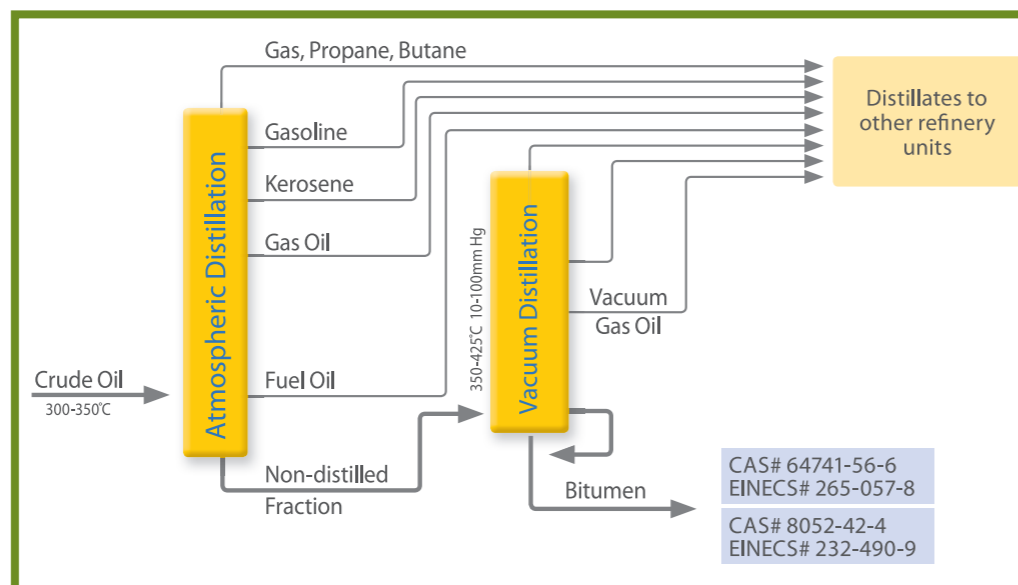 Gas, Propane, Butane
Distillates to
other refinery
units
Gasoline
Kerosene
Gas Oil
Atmospheric Distillation
Vacuum Distillation
350-425°C 10-100mm Hg
Vacuum
Gas Oil
Crude Oil
300-350°C
Fuel Oil
Non-distilled
Fraction
Bitumen
CAS# 64741-56-6
EINECS# 265-057-8
CAS# 8052-42-4
EINECS# 232-490-9